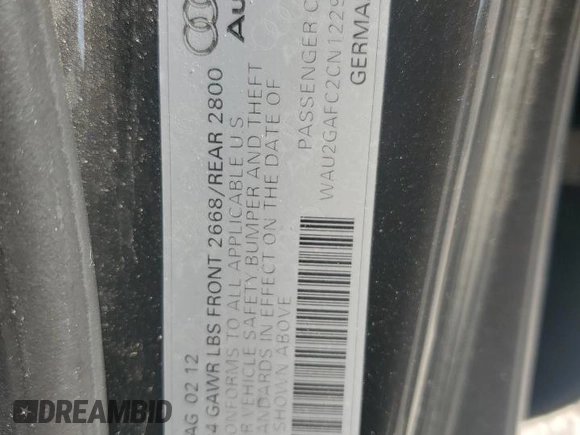 Au
AG 02 12
4 GAWR LBS FRONT 2668/REAR 2800
ONFORMS TO ALL APPLICABLE U S
R VEHICLE SAFETY, BUMPER AND THEFT
ANDARDS IN EFFECT ON THE DATE OF
SHOWN ABOVE
PASSENGER C
WAU2GAFC2CN1229
GERMA
DREAMBID